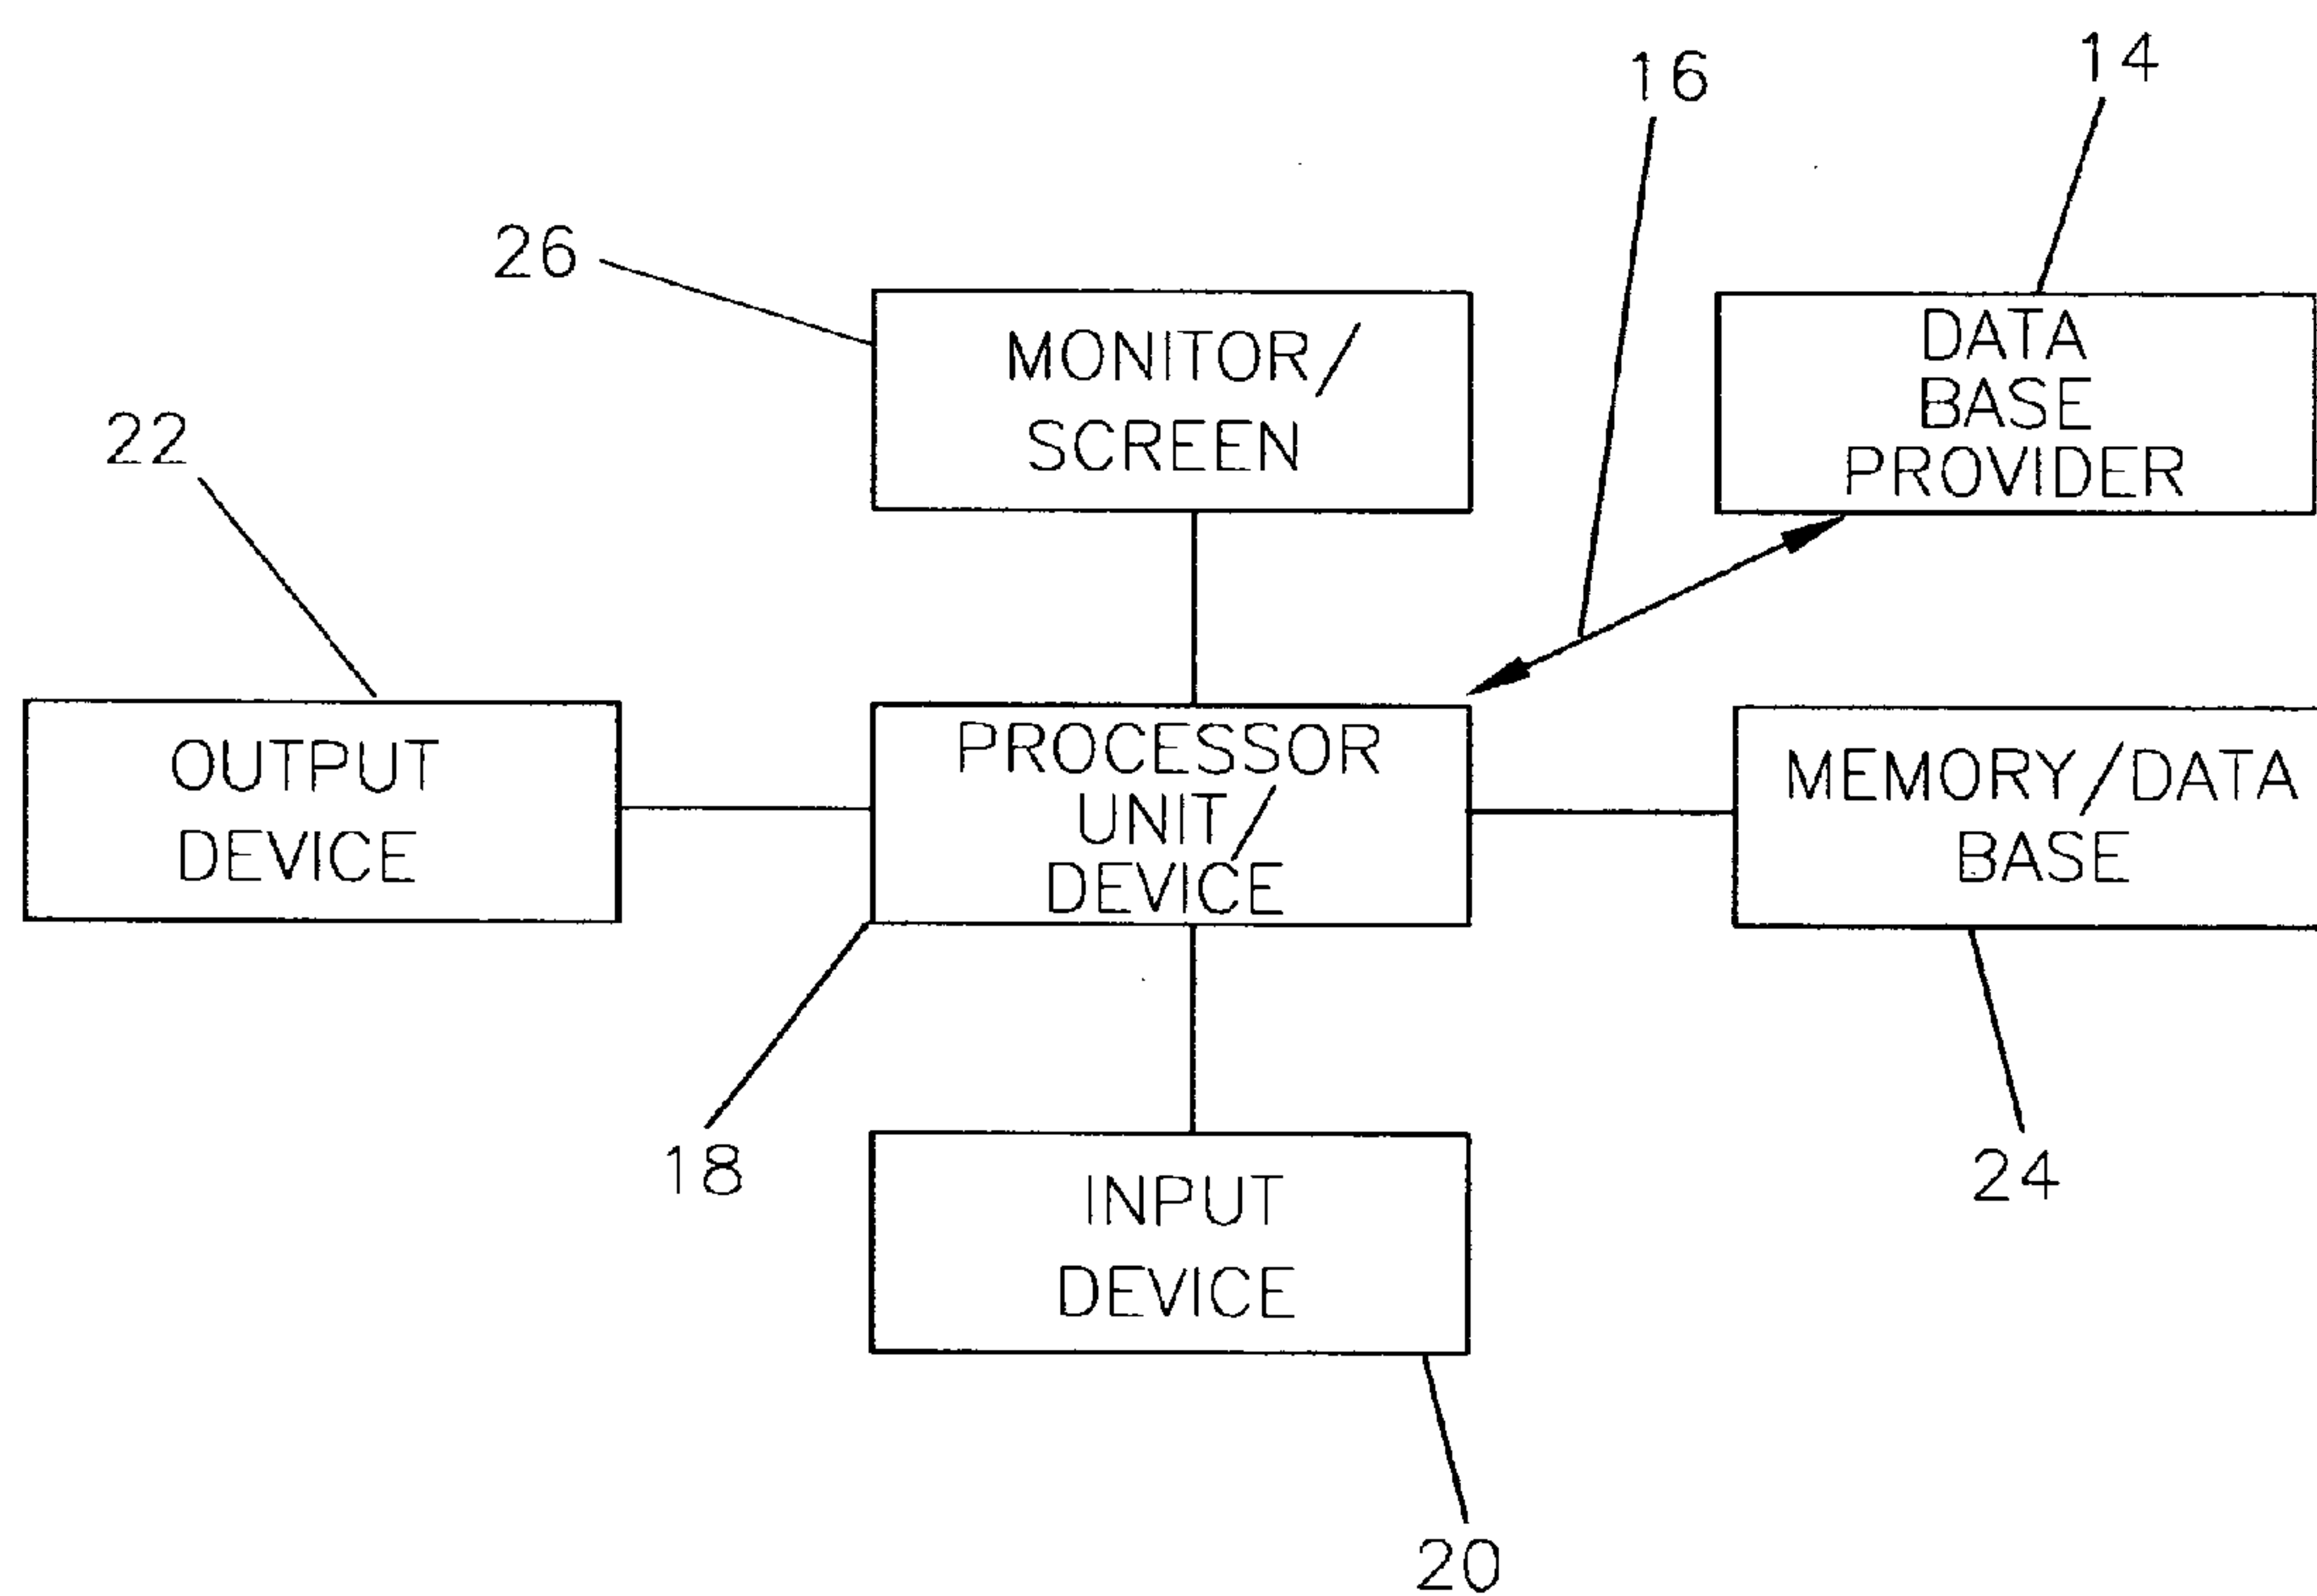 14
16
26
MONITOR/
SCREEN
DATA
BASE
PROVIDER
22
OUTPUT
DEVICE
PROCESSOR
UNIT/
DEVICE
MEMORY/DATA
BASE
18
24
INPUT
DEVICE
20